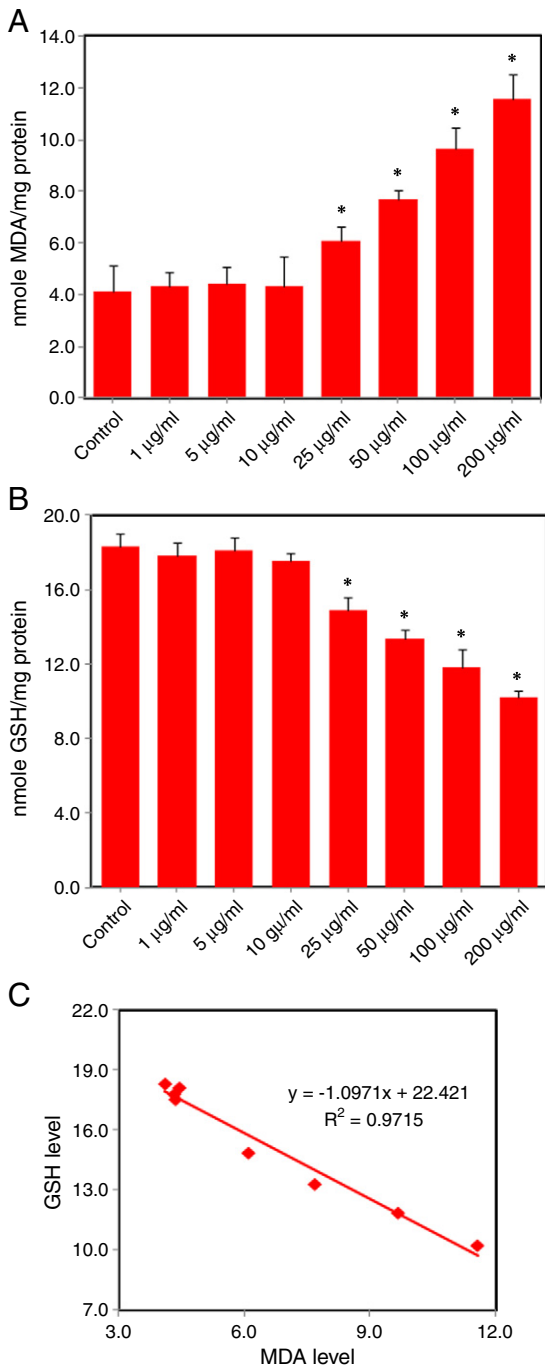 A
14.0
12.0
10.0
8.0
6.0
4.0
2.0
0.0
nmole MDA/mg protein
* * * * *
Control 1 µg/ml 5 µg/ml 10 µg/ml 25 µg/ml 50 µg/ml 100 µg/ml 200 µg/ml
B
20.0
16.0
12.0
8.0
4.0
0.0
nmole GSH/mg protein
* * * *
Control 1 µg/ml 5 µg/ml 10 gµ/ml 25 µg/ml 50 µg/ml 100 µg/ml 200 µg/ml
C
22.0
19.0
16.0
13.0
10.0
7.0
GSH level
y = -1.0971x + 22.421
R² = 0.9715
3.0 6.0 9.0 12.0
MDA level